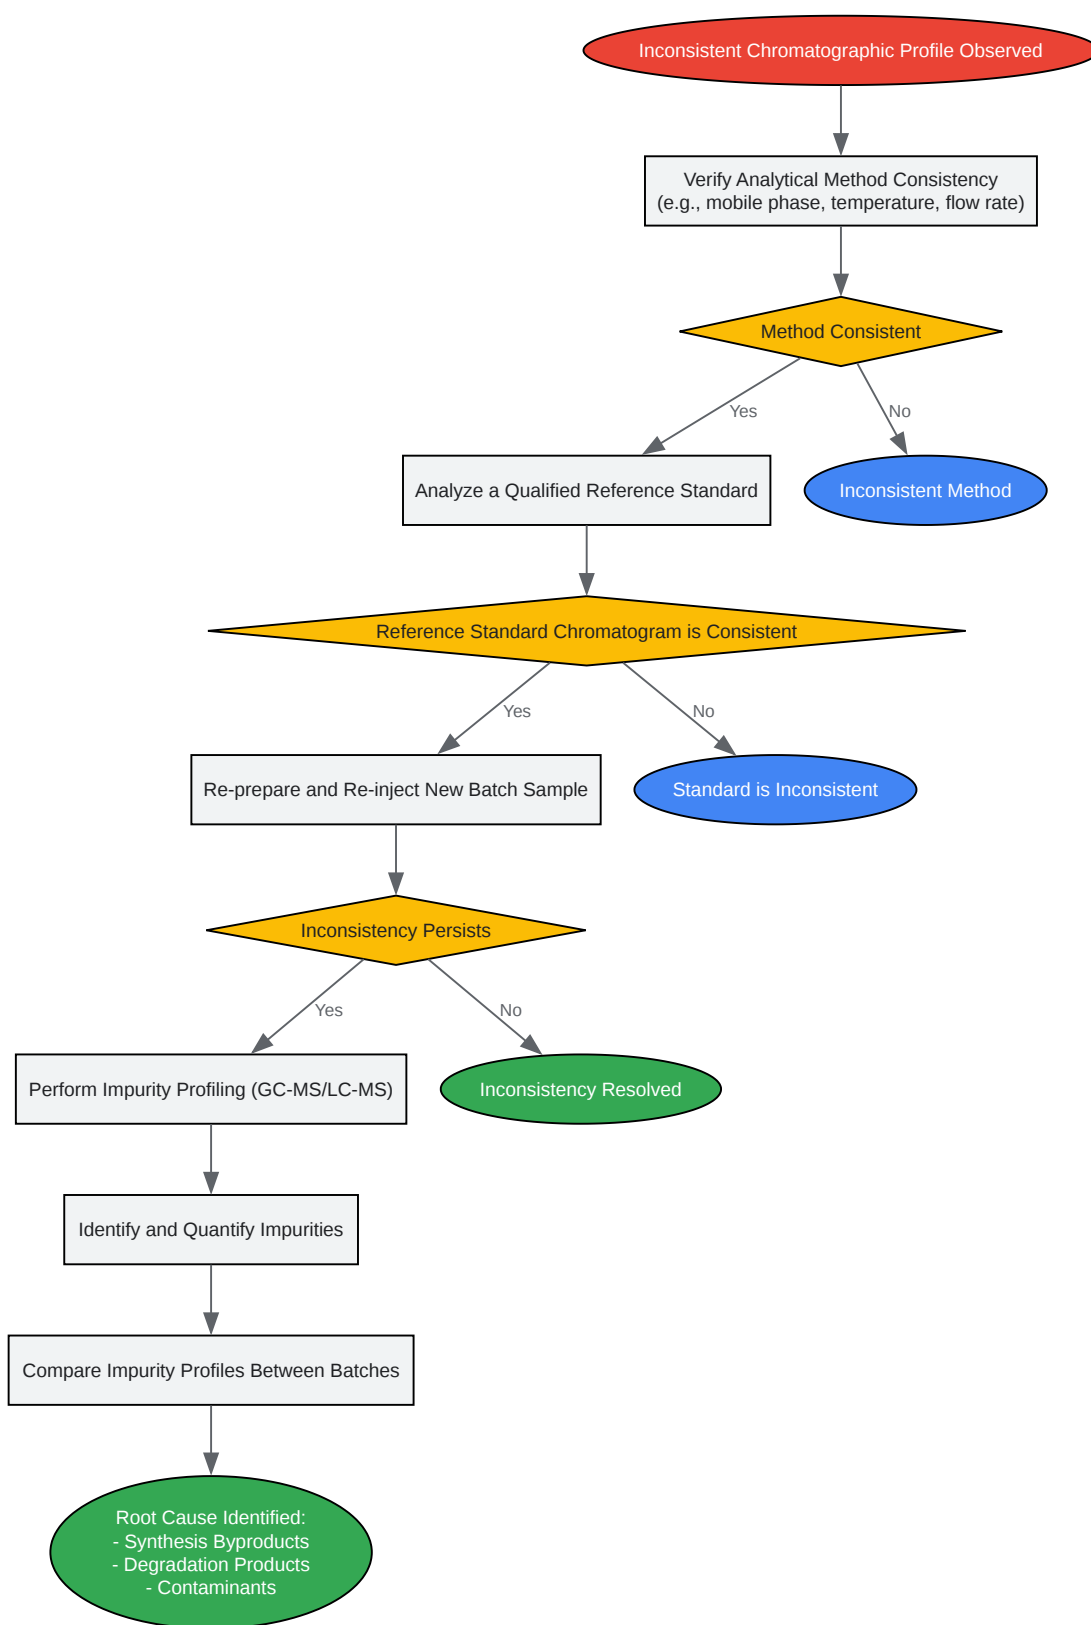 Inconsistent Chromatographic Profile Observed
Verify Analytical Method Consistency
(e.g., mobile phase, temperature, flow rate)
Method Consistent
Yes
No
Analyze a Qualified Reference Standard
Inconsistent Method
Reference Standard Chromatogram is Consistent
Yes
No
Re-prepare and Re-inject New Batch Sample
Standard is Inconsistent
Inconsistency Persists
Yes
No
Perform Impurity Profiling (GC-MS/LC-MS)
Inconsistency Resolved
Identify and Quantify Impurities
Compare Impurity Profiles Between Batches
Root Cause Identified:
- Synthesis Byproducts
- Degradation Products
- Contaminants